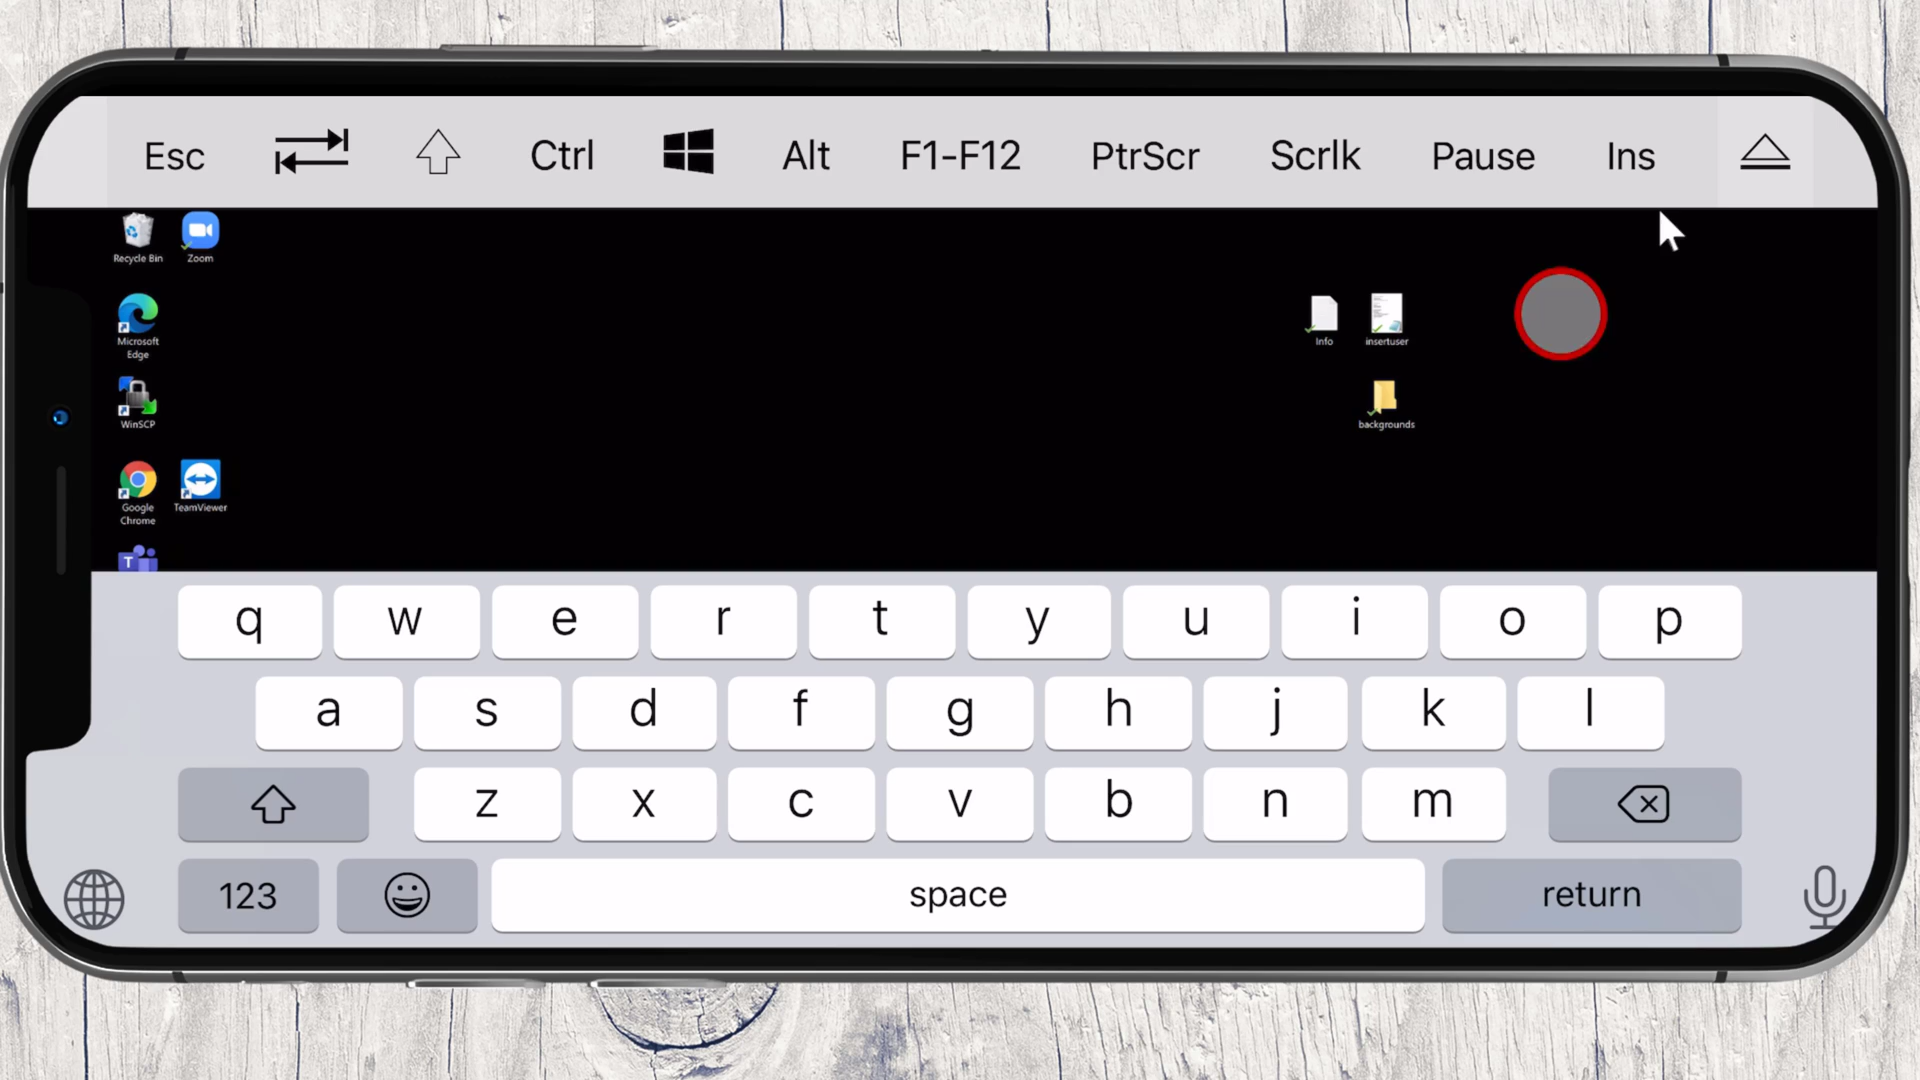 Esc Ctrl Alt F1-F12 PtrScr Scrlk Pause Ins
Recycle Bin Zoom
Microsoft
Edge
Info insertuser
WinSCP
backgrounds
Google
Chrome
TeamViewer
T
q w e r t y u i o p
a s d f g h j k l
z x c v b n m
123 space return